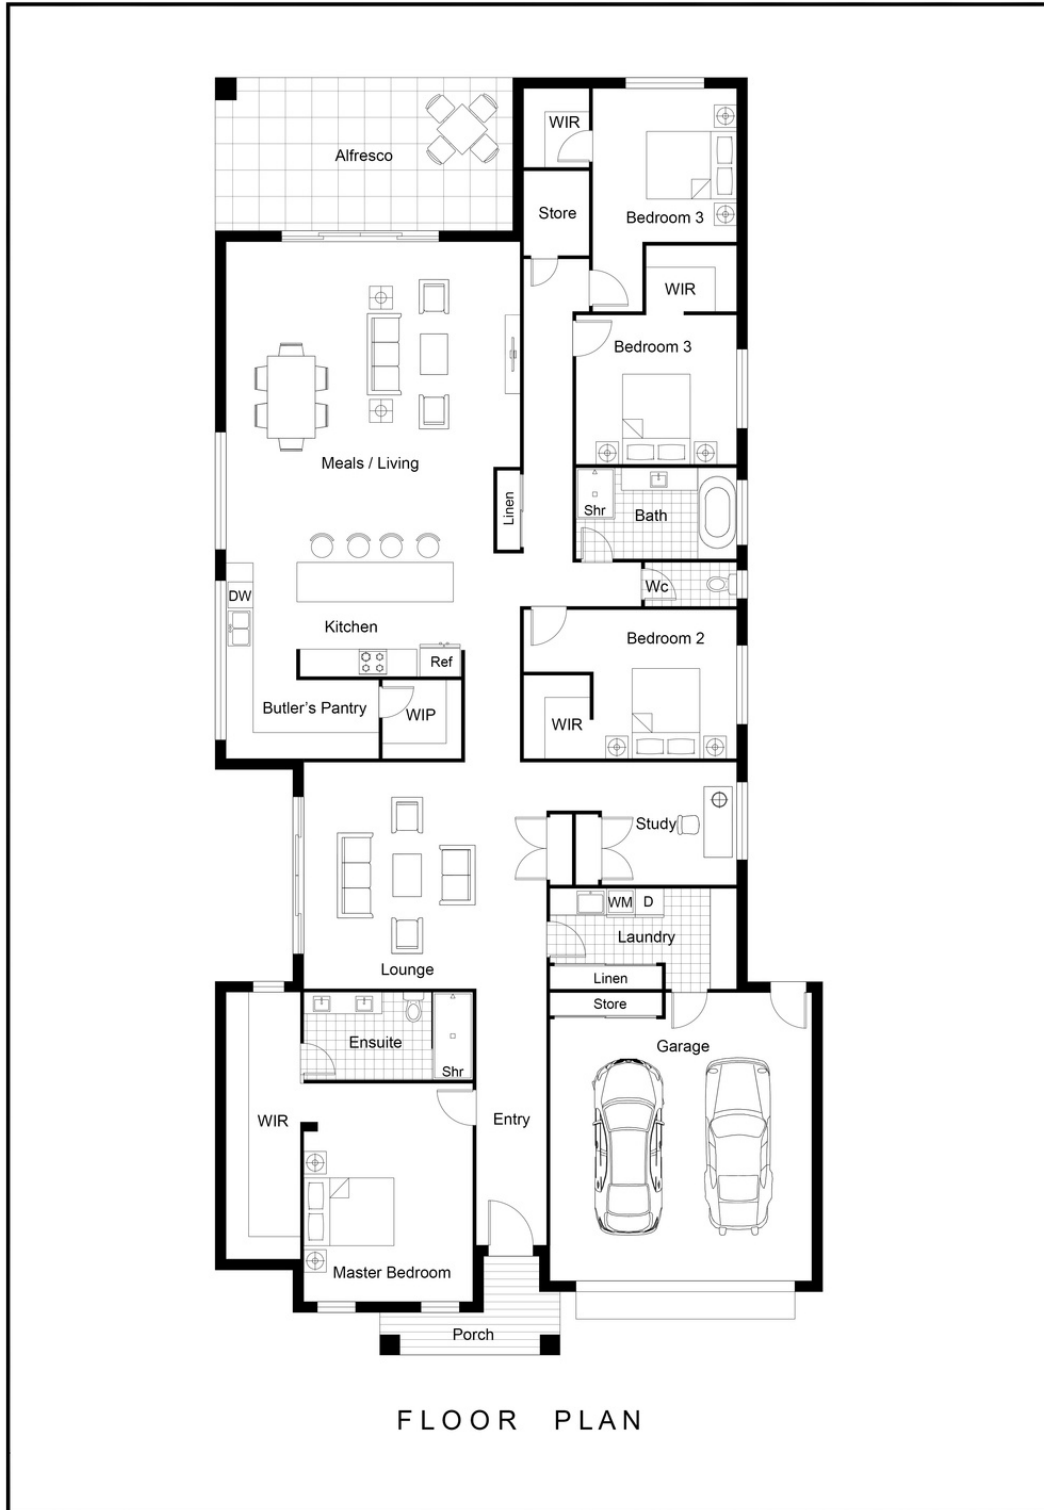 WIR
Alfresco
Store
Bedroom 3
WIR
Bedroom 3
Meals / Living
Linen
Shr
Bath
DW
Wc
Kitchen
Bedroom 2
Ref
Butler’s Pantry
WIP
WIR
Study
WM
D
Laundry
Lounge
Linen
Store
Ensuite
Garage
Shr
WIR
Entry
Master Bedroom
Porch
FLOOR PLAN